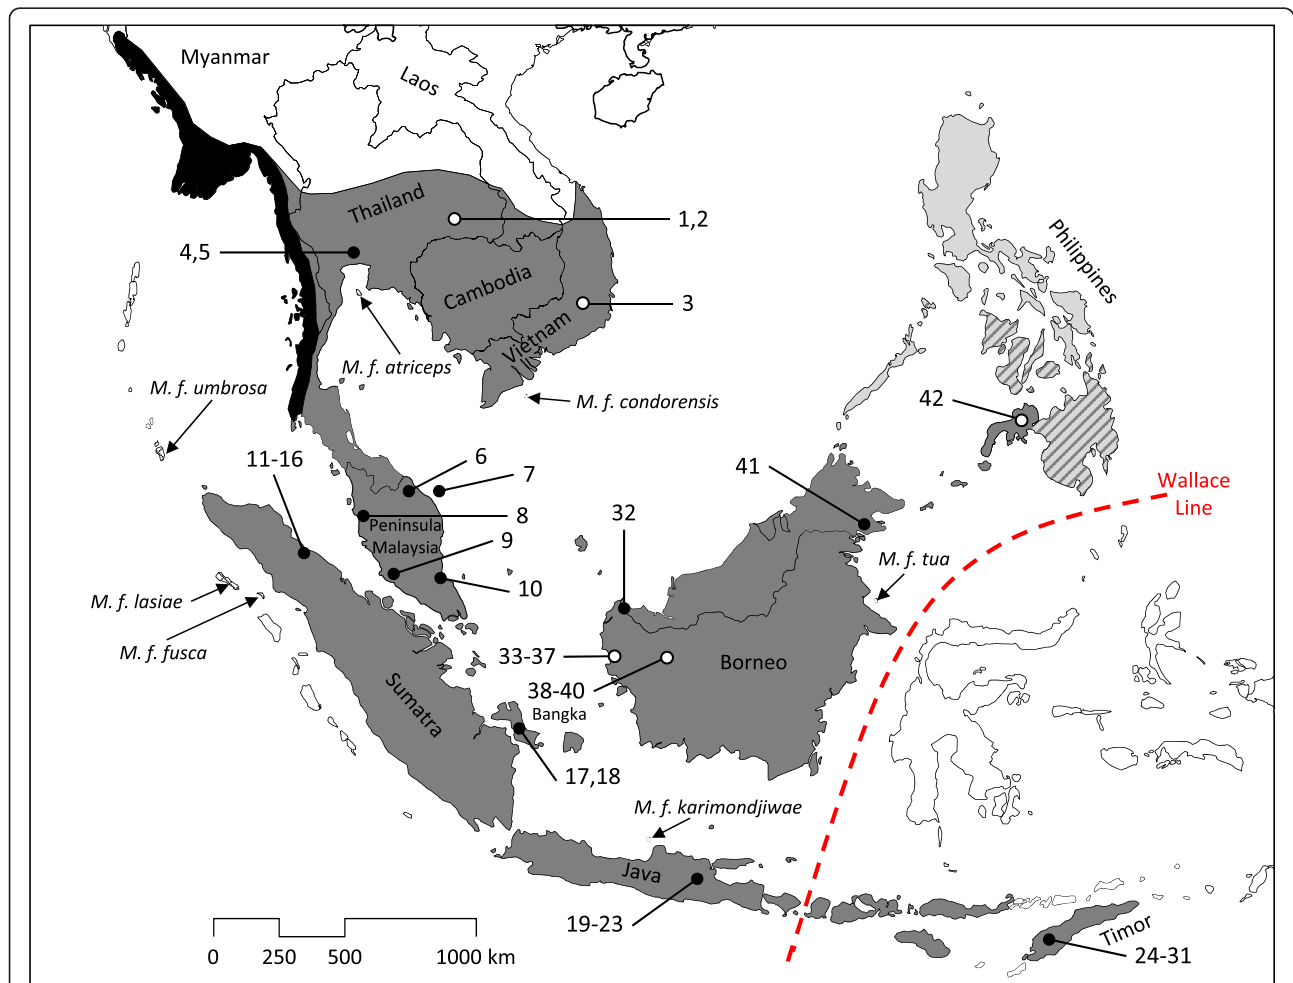 Myanmar
Laos
Thailand
1,2
4,5
Philippines
Cambodia
3
Vietnam
M. f. atriceps
M. f. umbrosa
M. f. condorensis
42
11-16
6
7
41
Wallace
Line
8
Peninsula
Malaysia
32
9
10
M. f. tua
M. f. lasiae
M. f. fusca
33-37
Borneo
38-40
Bangka
Sumatra
17,18
M. f. karimondjiwae
Java
19-23
Timor
24-31
0
250
500
1000 km